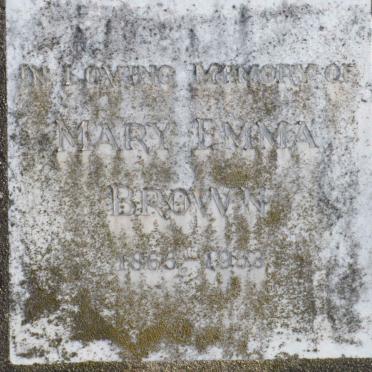 In Loving Memory of
Mary Emma
Brown